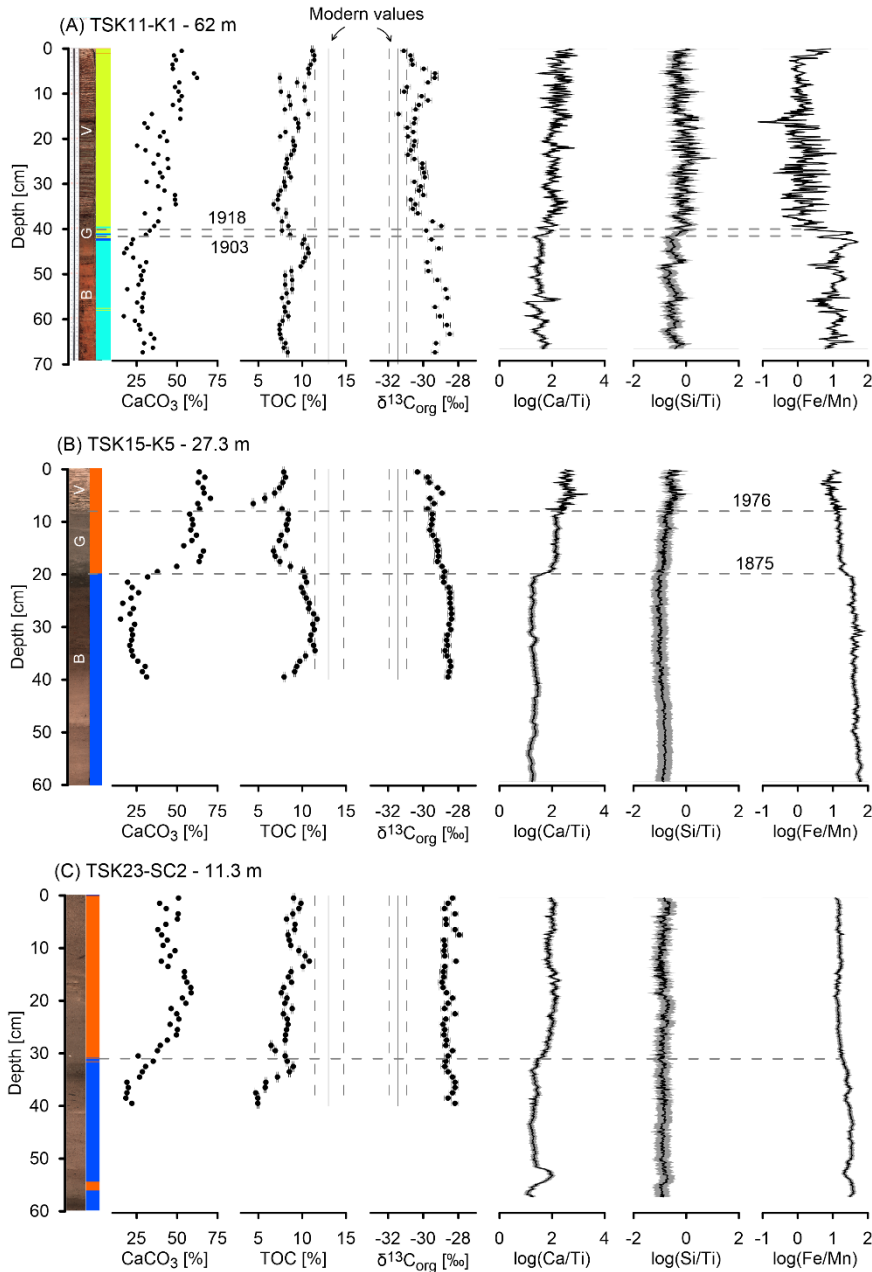 Modern values
(A) TSK11-K1 - 62 m
0
10
20
30
40
50
60
70
Depth [cm]
V
G
B
1918
1903
0 25 50 75
CaCO₃ [%]
5 10 15
TOC [%]
-32 -30 -28
δ¹³Corg [‰]
0 2 4
log(Ca/Ti)
-2 0 2
log(Si/Ti)
-1 0 1 2
log(Fe/Mn)
(B) TSK15-K5 - 27.3 m
0
10
20
30
40
50
60
Depth [cm]
V
G
B
1976
1875
0 25 50 75
CaCO₃ [%]
5 10 15
TOC [%]
-32 -30 -28
δ¹³Corg [‰]
0 2 4
log(Ca/Ti)
-2 0 2
log(Si/Ti)
-1 0 1 2
log(Fe/Mn)
(C) TSK23-SC2 - 11.3 m
0
10
20
30
40
50
60
Depth [cm]
0 25 50 75
CaCO₃ [%]
5 10 15
TOC [%]
-32 -30 -28
δ¹³Corg [‰]
0 2 4
log(Ca/Ti)
-2 0 2
log(Si/Ti)
-1 0 1 2
log(Fe/Mn)